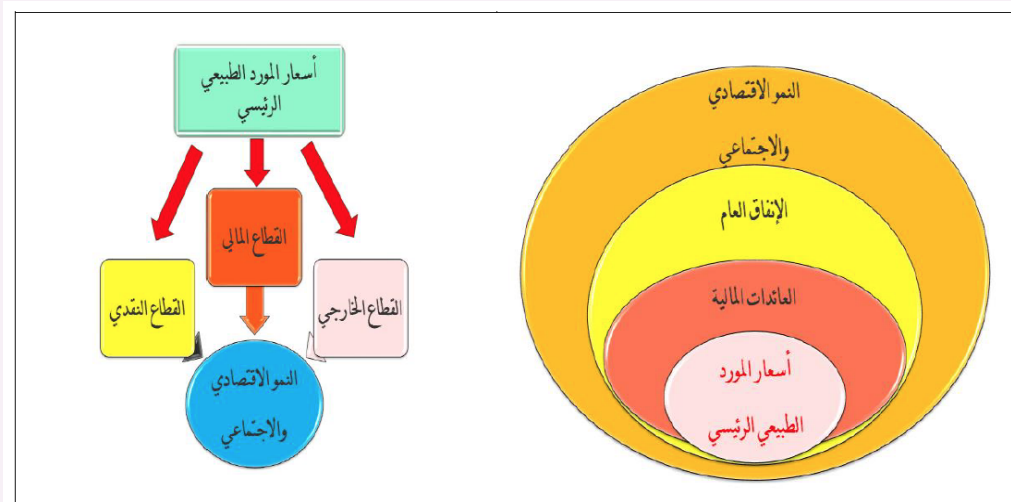 أسعار المورد الطبيعي
الرئيسي
القطاع المالي
القطاع النقدي
القطاع الخارجي
النمو الاقتصادي
والاجتماعي
النمو الاقتصادي
والاجتماعي
الإنفاق العام
العائدات المالية
أسعار المورد
الطبيعي الرئيسي